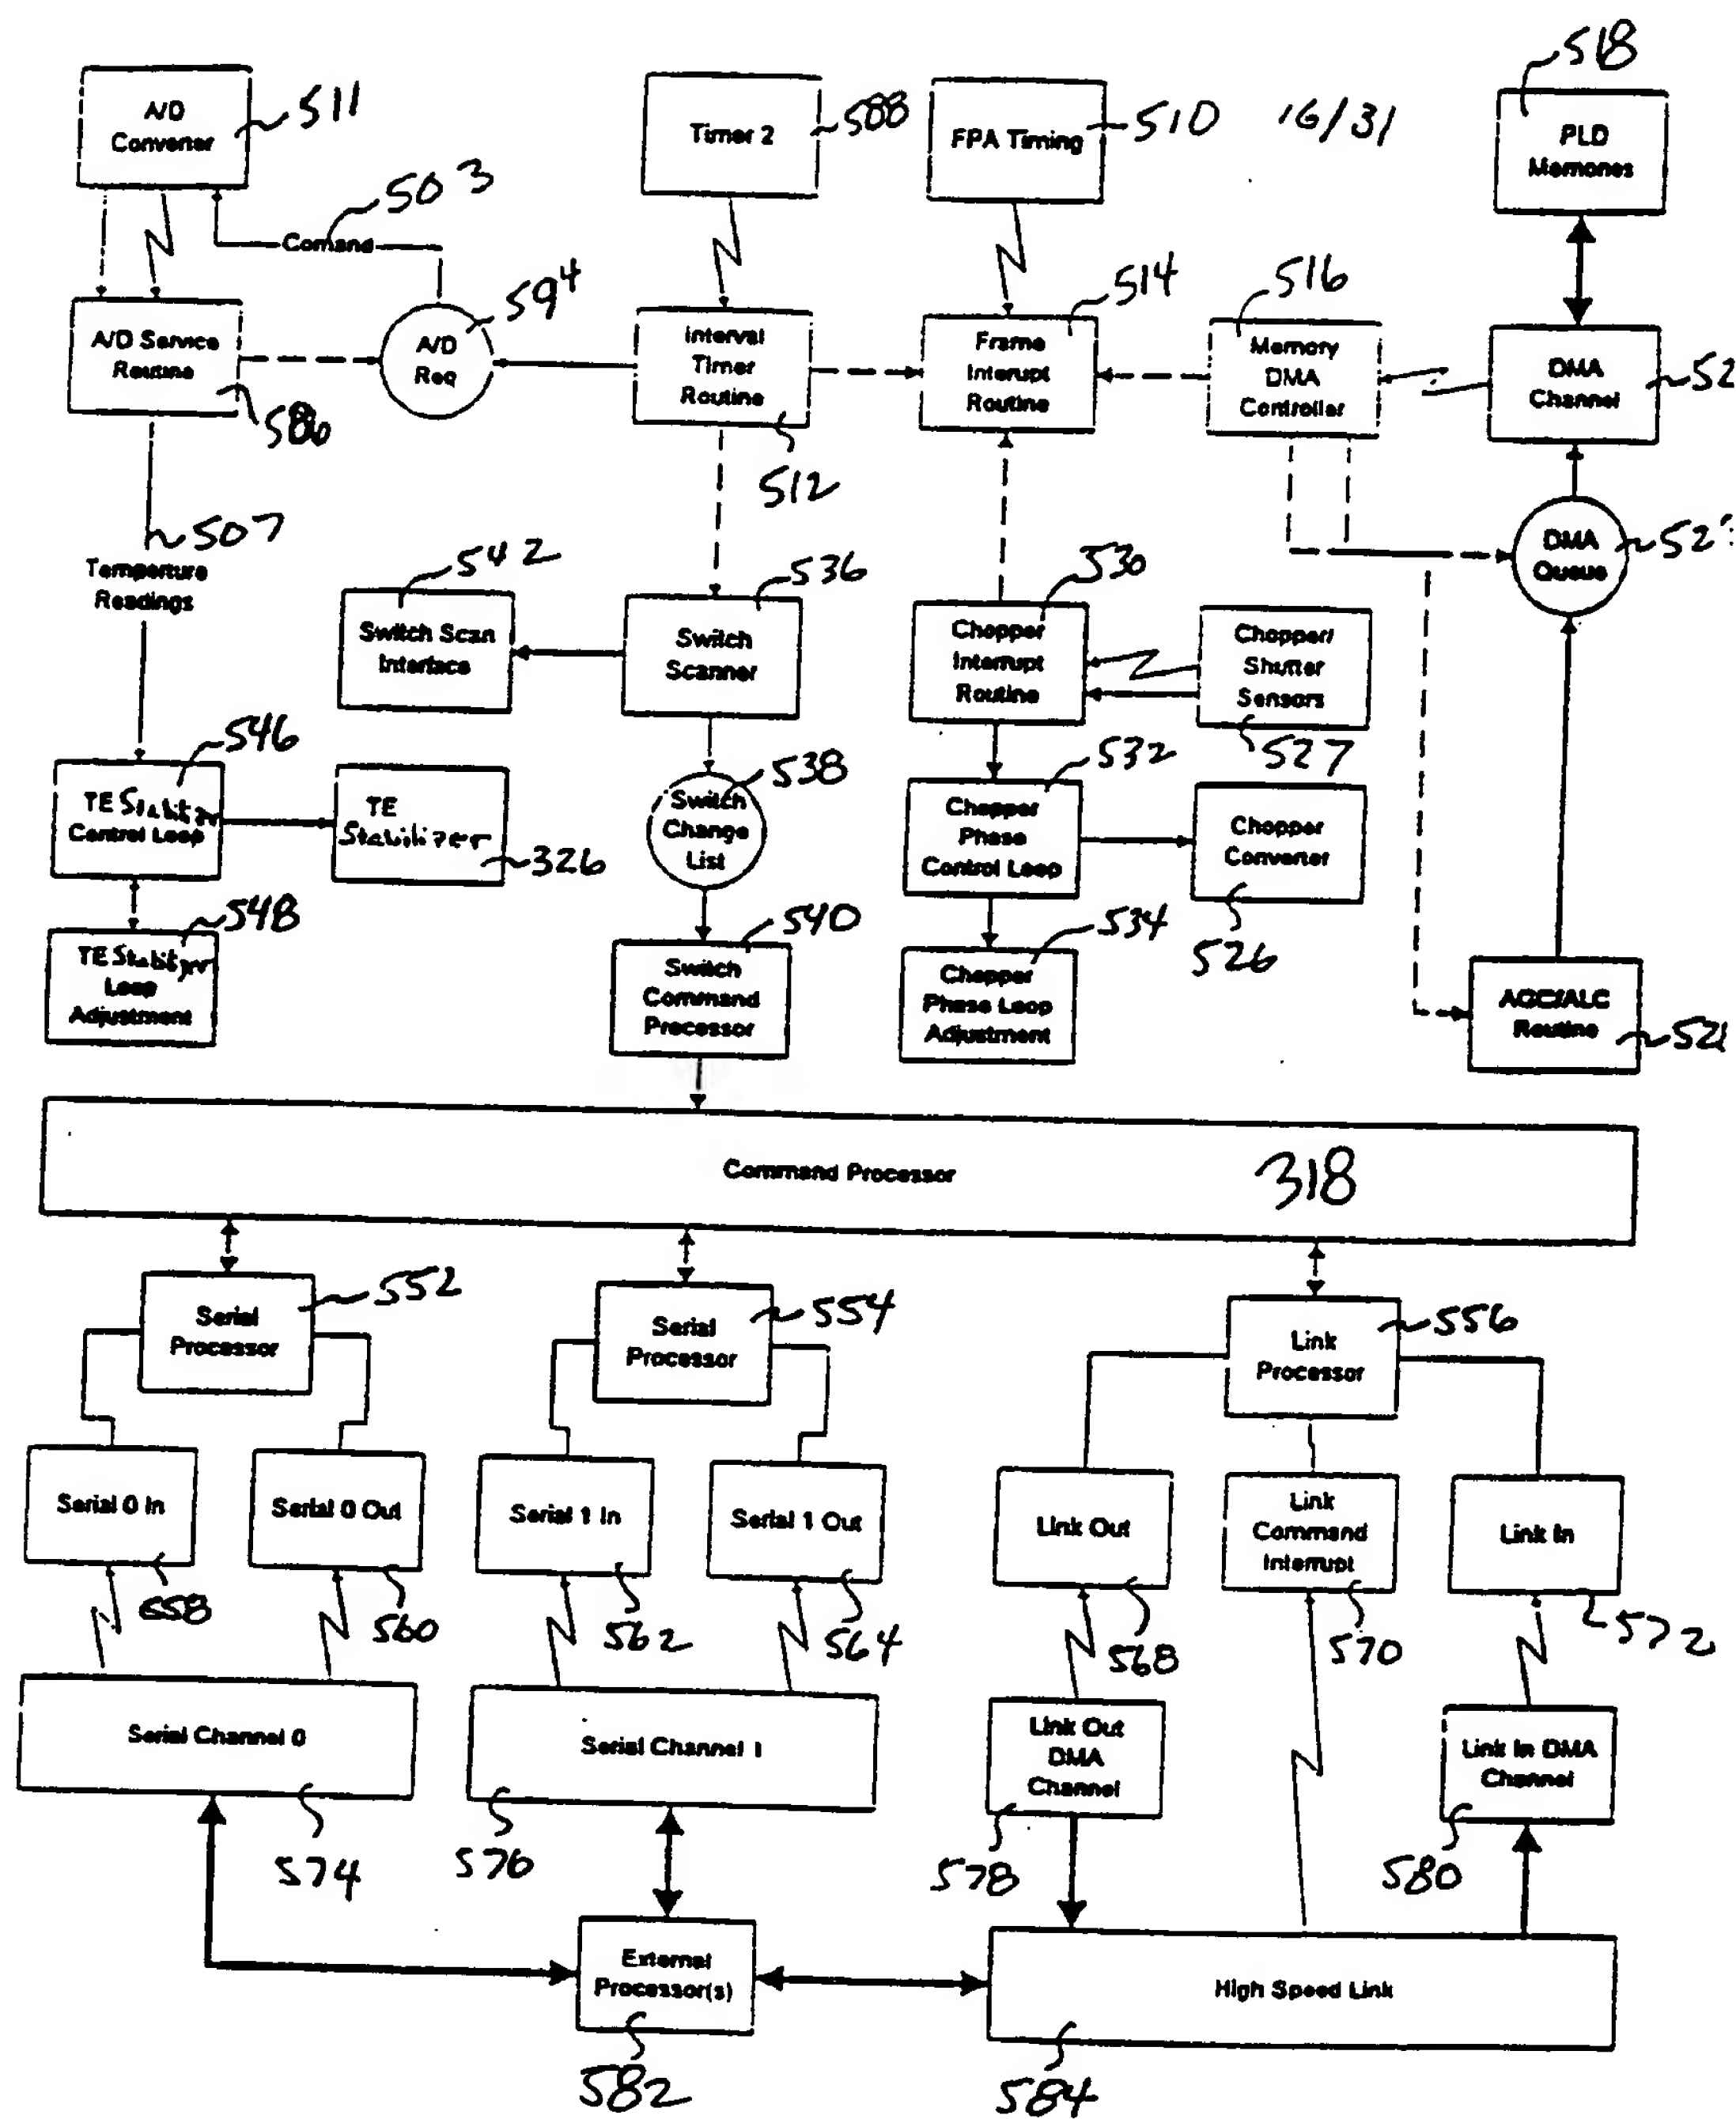 518
A/D
Converter
511
Timer 2
588
FPA Timing
510
16/31
PLD
Memones
503
Comand
594
514
516
A/D Service
Routine
586
A/D
Req
Interval
Timer
Routine
512
Frame
Interupt
Routine
Memory
DMA
Controller
DMA
Channel
52
507
Temperture
Readings
542
536
530
DMA
Queue
52
Switch Scan
Interface
Switch
Scanner
Chopper
Interrupt
Routine
Chopper/
Shutter
Sensors
527
546
538
532
TE Stabilizer
Control Loop
TE
Stabilizer
326
Switch
Change
List
Chopper
Phase
Control Loop
Chopper
Converter
526
548
540
534
TE Stabilizer
Loop
Adjustment
Switch
Command
Processor
Chopper
Phase Loop
Adjustment
AGC/ALC
Routine
521
Command Processor
318
552
554
556
Serial
Processor
Serial
Processor
Link
Processor
Serial 0 In
558
Serial 0 Out
560
Serial 1 In
562
Serial 1 Out
564
Link Out
568
Link
Command
Interrupt
570
Link In
572
Serial Channel 0
574
Serial Channel 1
576
Link Out
DMA
Channel
578
Link In DMA
Channel
580
External
Processor(s)
582
High Speed Link
584